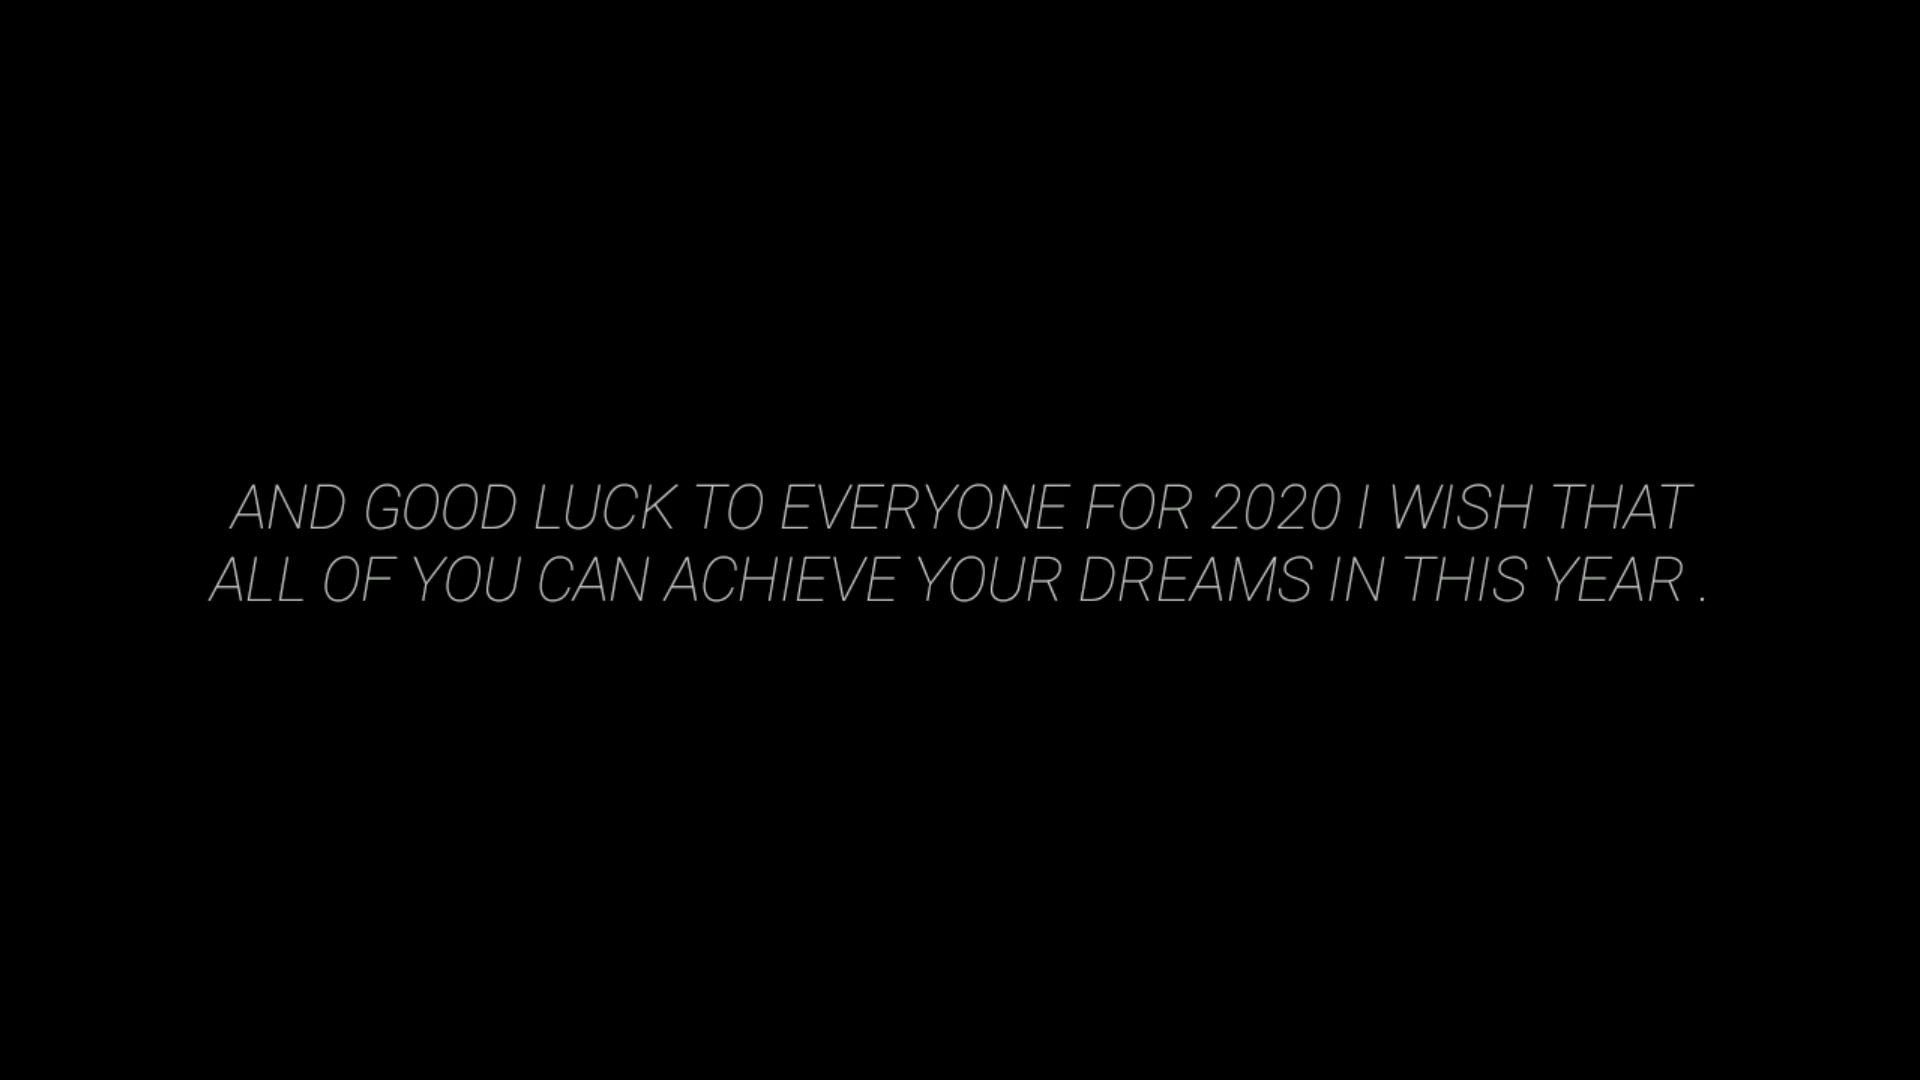 AND GOOD LUCK TO EVERYONE FOR 2020 I WISH THAT
ALL OF YOU CAN ACHIEVE YOUR DREAMS IN THIS YEAR .